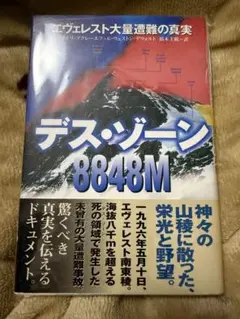 エヴェレスト大量遭難の真実
デス・ゾーン
8848M
神々の
山稜に散った、
栄光と野望。
一九九六年五月十日、
エヴェレスト南東稜。
海抜八千mを超える
死の領域で発生した
未曾有の大量遭難事故。
驚くべき
真実を伝える
ドキュメント。